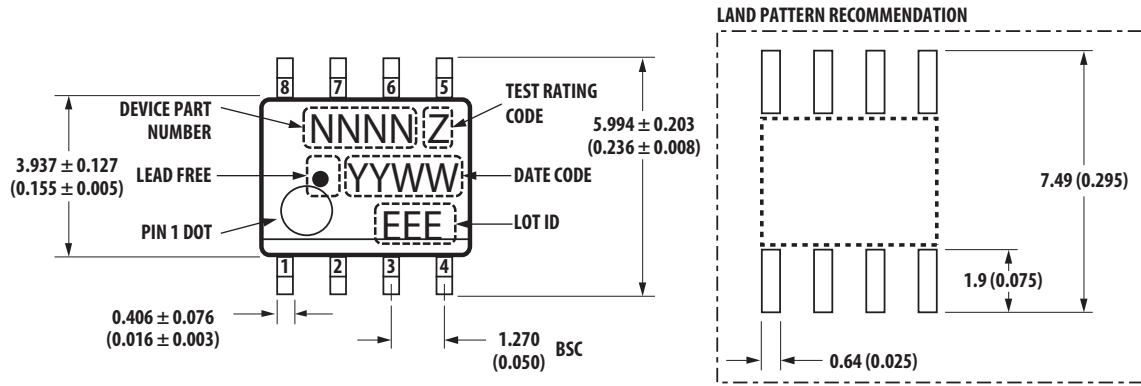 LAND PATTERN RECOMMENDATION
8 7 6 5
DEVICE PART
NUMBER
NNNN Z
TEST RATING
CODE
3.937 ± 0.127
(0.155 ± 0.005)
5.994 ± 0.203
(0.236 ± 0.008)
LEAD FREE
YYWW
DATE CODE
PIN 1 DOT
EEE
LOT ID
1 2 3 4
0.406 ± 0.076
(0.016 ± 0.003)
1.270
(0.050)
BSC
7.49 (0.295)
1.9 (0.075)
0.64 (0.025)